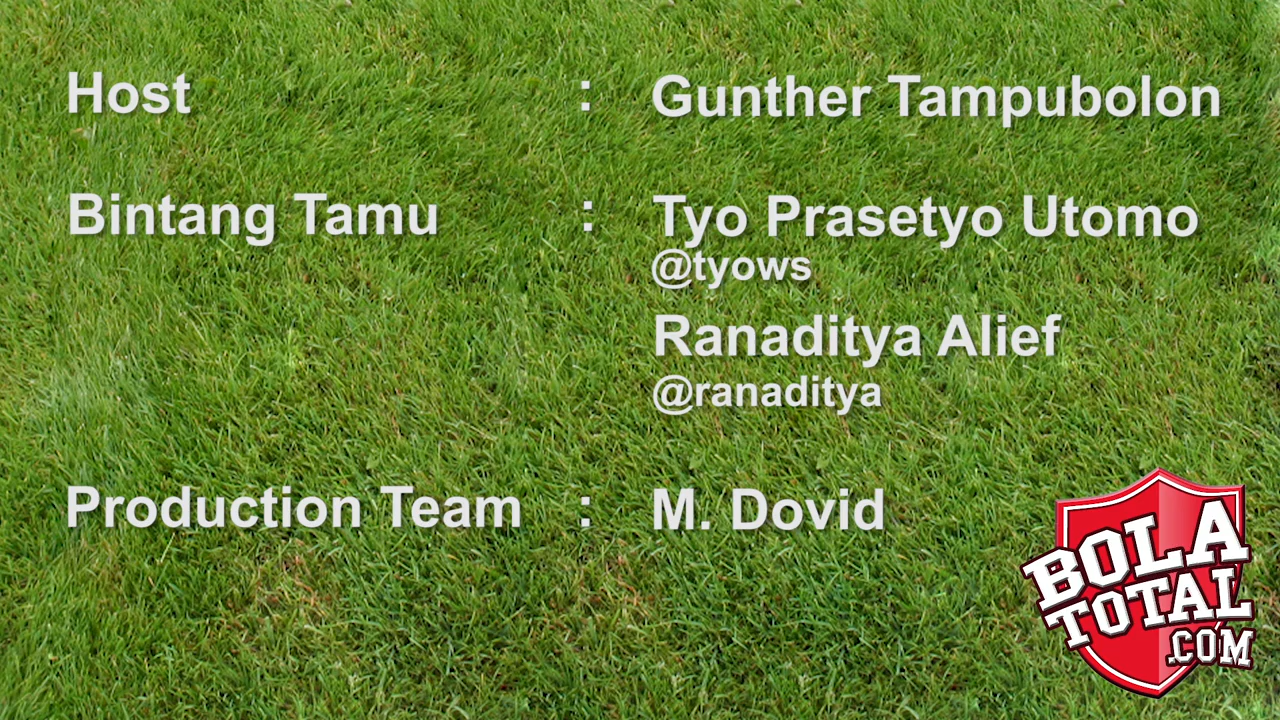 Host : Gunther Tampubolon
Bintang Tamu : Tyo Prasetyo Utomo
@tyows
Ranaditya Alief
@ranaditya
Production Team : M. Dovid
BOLA
TOTAL
.COM